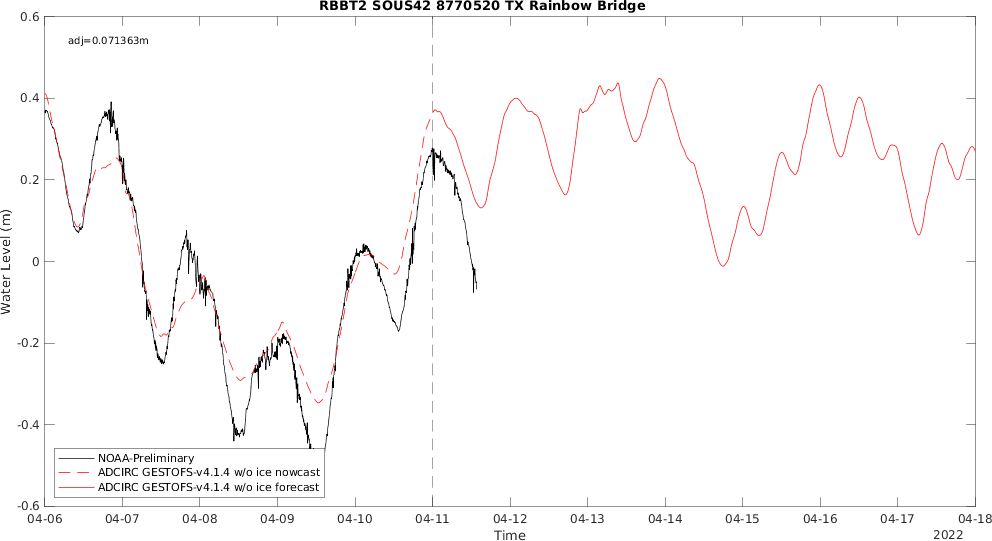 RBBT2 SOUS42 8770520 TX Rainbow Bridge
adj=0.071363m
0.6
0.4
0.2
0
-0.2
-0.4
-0.6
Water Level (m)
NOAA-Preliminary
ADCIRC GESTOFS-v4.1.4 w/o ice nowcast
ADCIRC GESTOFS-v4.1.4 w/o ice forecast
04-06 04-07 04-08 04-09 04-10 04-11 04-12 04-13 04-14 04-15 04-16 04-17 04-18
Time
2022